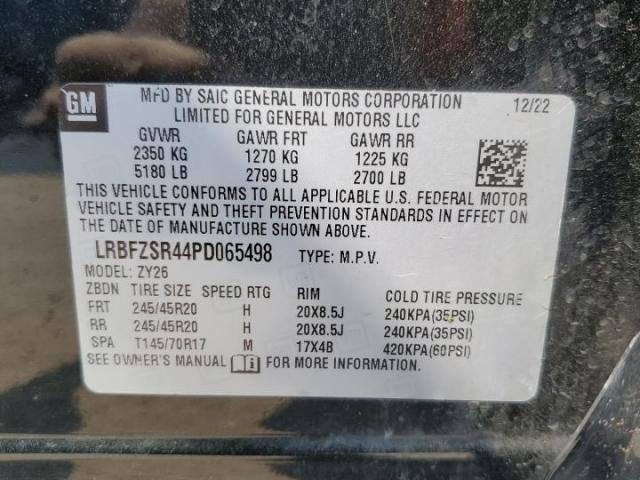 GM
MFD BY SAIC GENERAL MOTORS CORPORATION 12/22
LIMITED FOR GENERAL MOTORS LLC
GVWR GAWR FRT GAWR RR
2350 KG 1270 KG 1225 KG
5180 LB 2799 LB 2700 LB
THIS VEHICLE CONFORMS TO ALL APPLICABLE U.S. FEDERAL MOTOR
VEHICLE SAFETY AND THEFT PREVENTION STANDARDS IN EFFECT ON
THE DATE OF MANUFACTURE SHOWN ABOVE.
LRBFZSR44PD065498 TYPE: M.P.V.
MODEL: ZY26
ZBDN TIRE SIZE SPEED RTG RIM COLD TIRE PRESSURE
FRT 245/45R20 H 20X8.5J 240KPA(35PSI)
RR 245/45R20 H 20X8.5J 240KPA(35PSI)
SPA T145/70R17 M 17X4B 420KPA(60PSI)
SEE OWNER'S MANUAL FOR MORE INFORMATION.